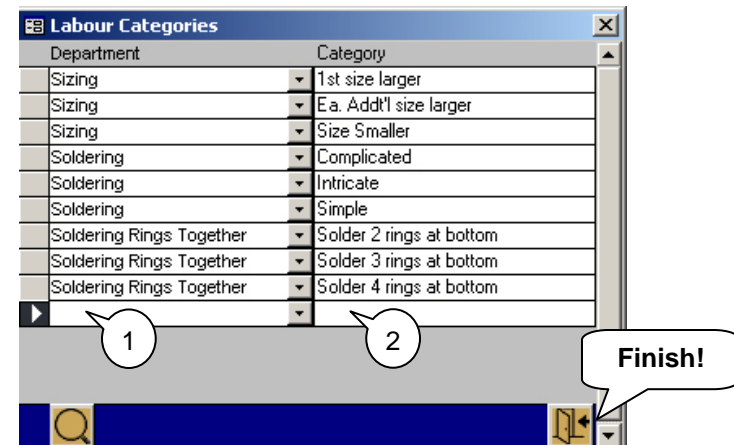 Labour Categories
Department Category
Sizing 1st size larger
Sizing Ea. Addt'l size larger
Sizing Size Smaller
Soldering Complicated
Soldering Intricate
Soldering Simple
Soldering Rings Together Solder 2 rings at bottom
Soldering Rings Together Solder 3 rings at bottom
Soldering Rings Together Solder 4 rings at bottom
1 2
Finish!